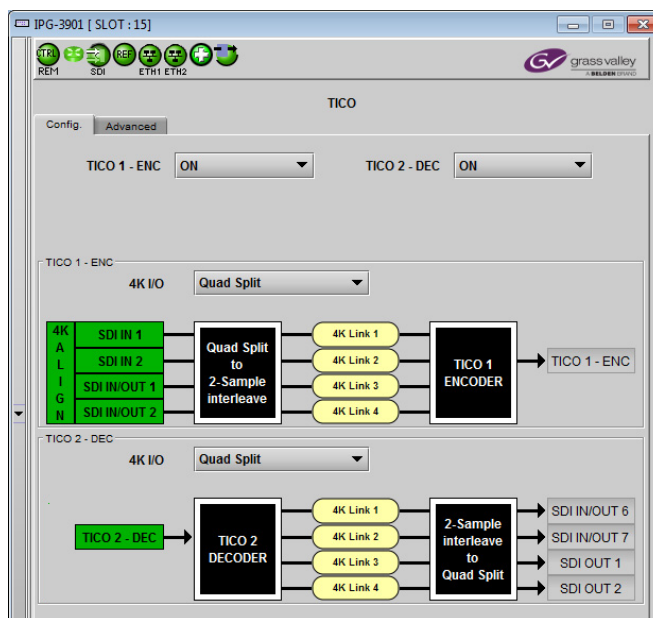 IPG-3901 [ SLOT : 15]
CTRL
REF
REM
SDI
ETH1
ETH2
GV
grass valley
A BELDEN BRAND
TICO
Config.
Advanced
TICO 1 - ENC
ON
TICO 2 - DEC
ON
TICO 1 - ENC
4K I/O
Quad Split
4K
A
L
I
G
N
SDI IN 1
SDI IN 2
SDI IN/OUT 1
SDI IN/OUT 2
Quad Split
to
2-Sample
interleave
4K Link 1
4K Link 2
4K Link 3
4K Link 4
TICO 1
ENCODER
TICO 1 - ENC
TICO 2 - DEC
4K I/O
Quad Split
TICO 2 - DEC
TICO 2
DECODER
4K Link 1
4K Link 2
4K Link 3
4K Link 4
2-Sample
interleave
to
Quad Split
SDI IN/OUT 6
SDI IN/OUT 7
SDI OUT 1
SDI OUT 2